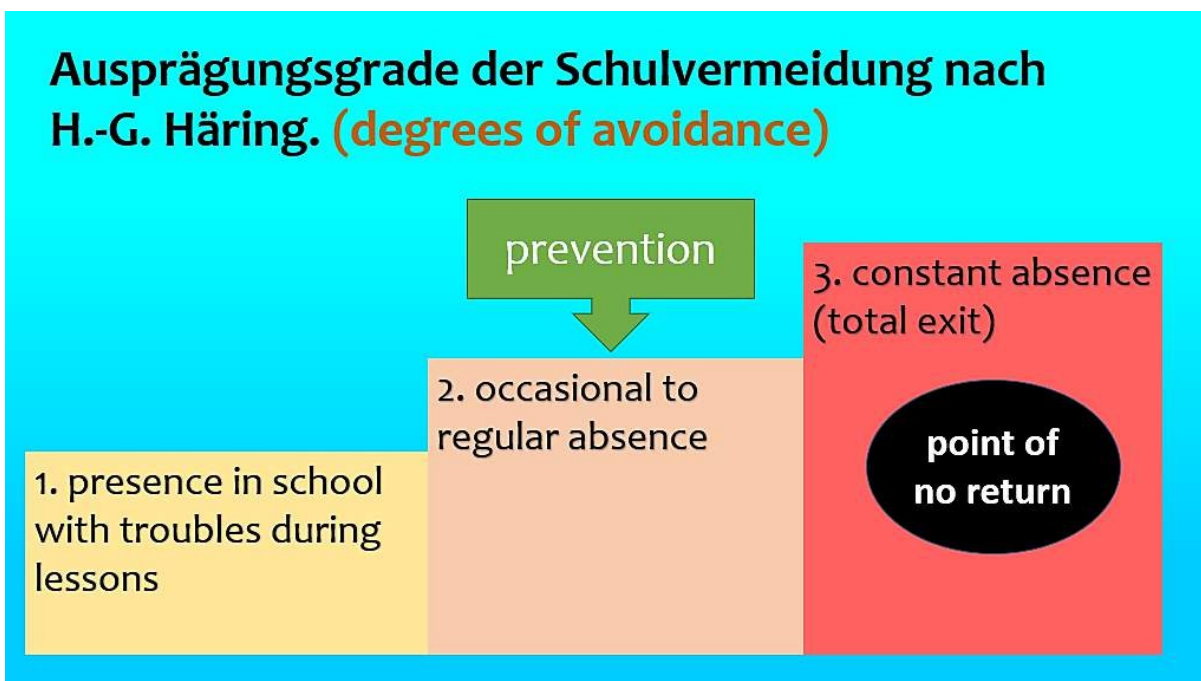 Ausprägungsgrade der Schulvermeidung nach
H.-G. Häring. (degrees of avoidance)
prevention
3. constant absence
(total exit)
2. occasional to
regular absence
point of
no return
1. presence in school
with troubles during
lessons